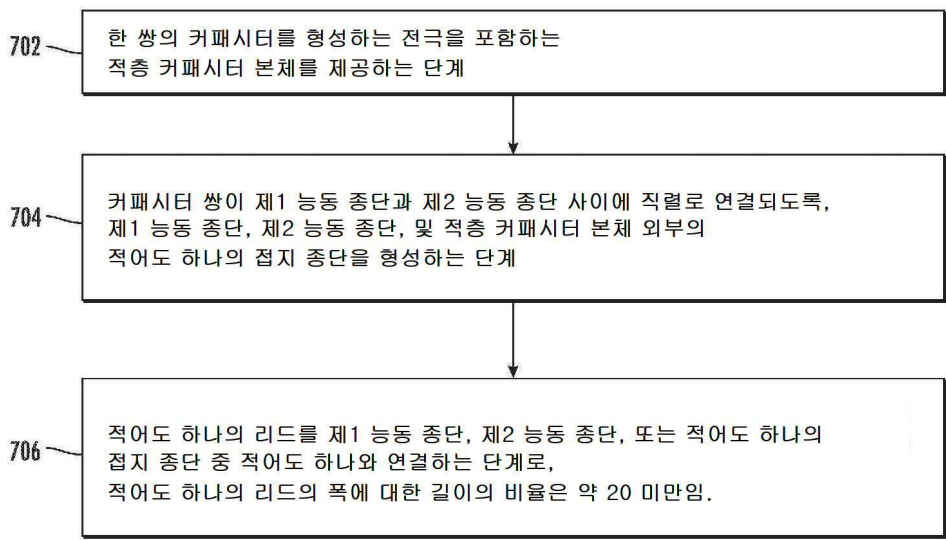 702
한 쌍의 커패시터를 형성하는 전극을 포함하는
적층 커패시터 본체를 제공하는 단계
704
커패시터 쌍이 제1 능동 종단과 제2 능동 종단 사이에 직렬로 연결되도록,
제1 능동 종단, 제2 능동 종단, 및 적층 커패시터 본체 외부의
적어도 하나의 접지 종단을 형성하는 단계
706
적어도 하나의 리드를 제1 능동 종단, 제2 능동 종단, 또는 적어도 하나의
접지 종단 중 적어도 하나와 연결하는 단계로,
적어도 하나의 리드의 폭에 대한 길이의 비율은 약 20 미만임.